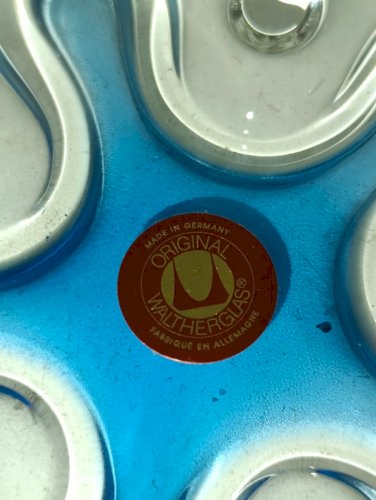 MADE IN GERMANY
ORIGINAL
WALTHERGLAS®
FABRIQUÉ EN ALLEMAGNE